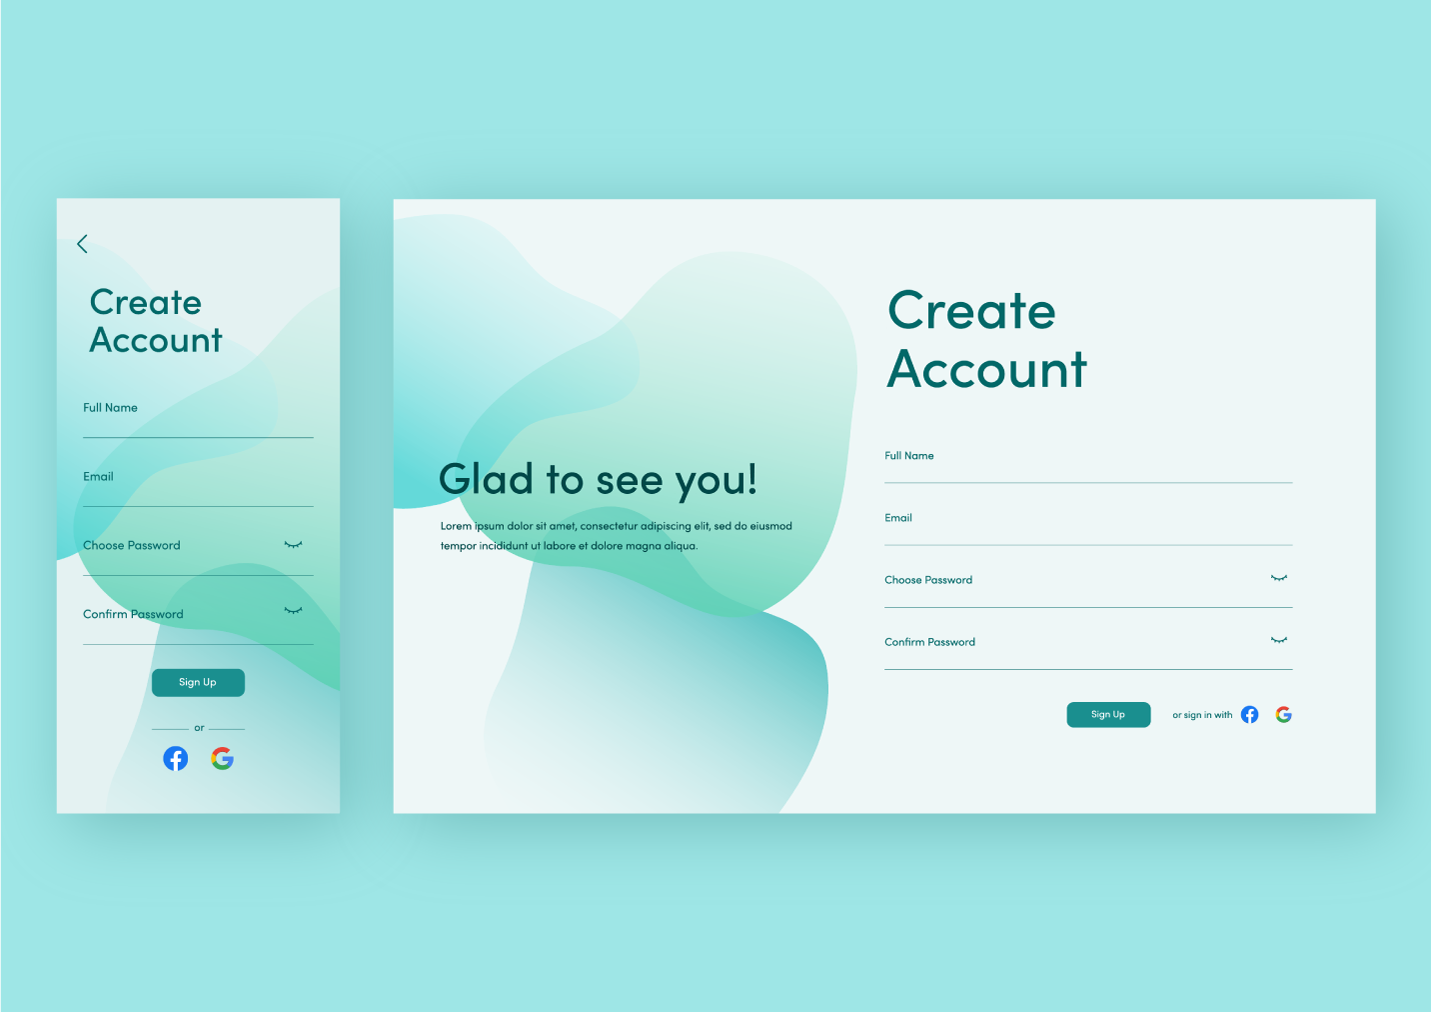 Create
Account
Full Name
Email
Choose Password
Confirm Password
Sign Up
or
Glad to see you!
Lorem ipsum dolor sit amet, consectetur adipiscing elit, sed do eiusmod
tempor incididunt ut labore et dolore magna aliqua.
Create
Account
Full Name
Email
Choose Password
Confirm Password
Sign Up or sign in with